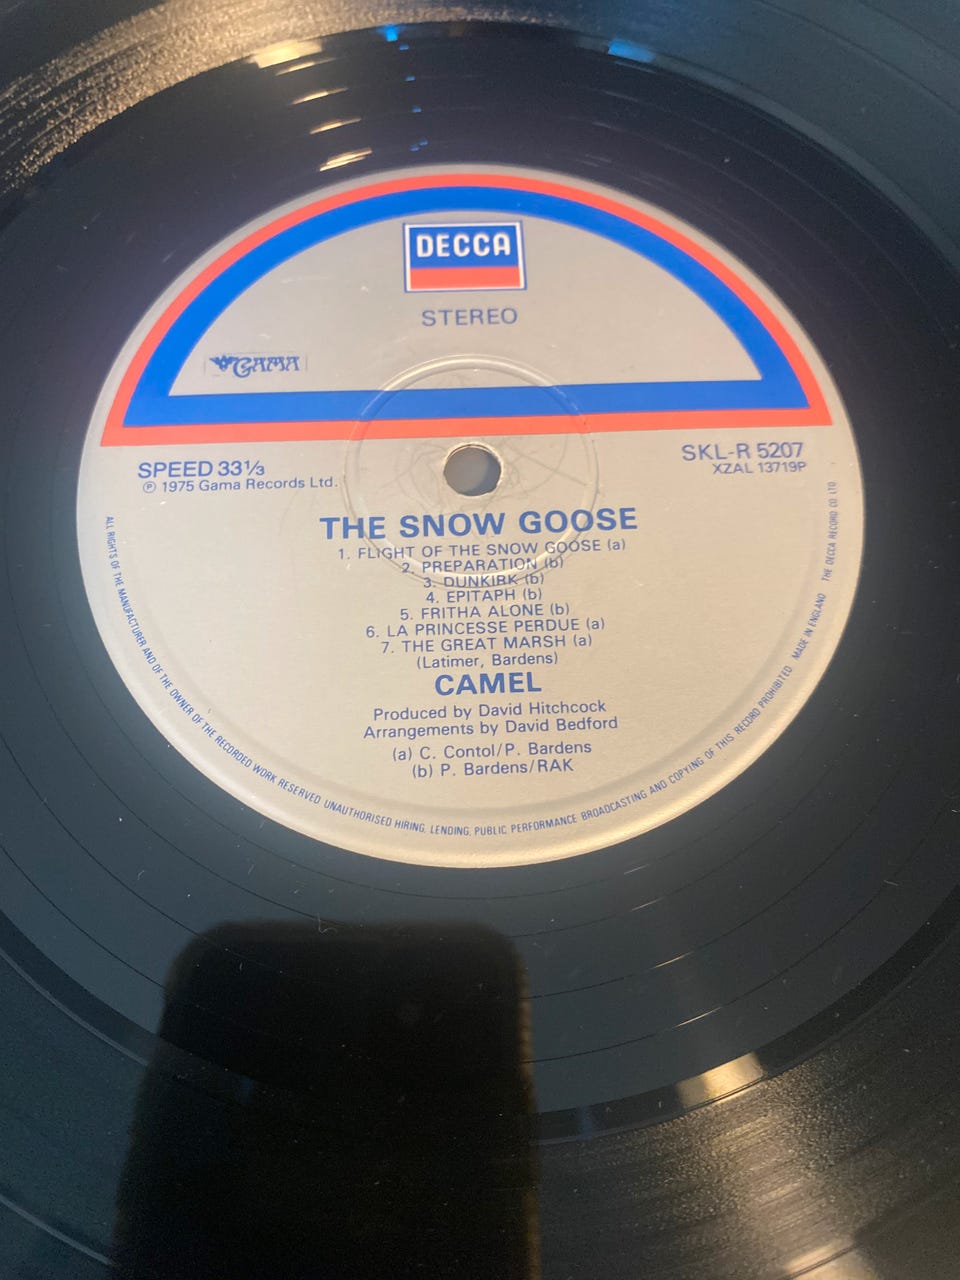 DECCA
STEREO
GAMA
SPEED 33⅓
℗ 1975 Gama Records Ltd.
SKL-R 5207
XZAL 13719P
THE SNOW GOOSE
1. FLIGHT OF THE SNOW GOOSE (a)
2. PREPARATION (b)
3. DUNKIRK (b)
4. EPITAPH (b)
5. FRITHA ALONE (b)
6. LA PRINCESSE PERDUE (a)
7. THE GREAT MARSH (a)
(Latimer, Bardens)
CAMEL
Produced by David Hitchcock
Arrangements by David Bedford
(a) C. Contol/P. Bardens
(b) P. Bardens/RAK
ALL RIGHTS OF THE MANUFACTURER AND OF THE OWNER OF THE RECORDED WORK RESERVED UNAUTHORISED HIRING, LENDING, PUBLIC PERFORMANCE BROADCASTING AND COPYING OF THIS RECORD PROHIBITED MADE IN ENGLAND THE DECCA RECORD CO LTD